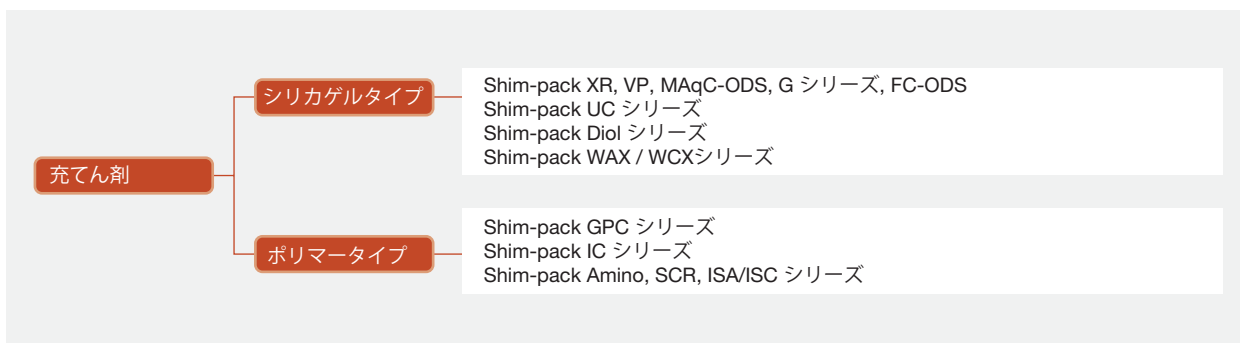 充てん剤
シリカゲルタイプ
Shim-pack XR, VP, MAqC-ODS, G シリーズ, FC-ODS
Shim-pack UC シリーズ
Shim-pack Diol シリーズ
Shim-pack WAX / WCXシリーズ
ポリマータイプ
Shim-pack GPC シリーズ
Shim-pack IC シリーズ
Shim-pack Amino, SCR, ISA/ISC シリーズ